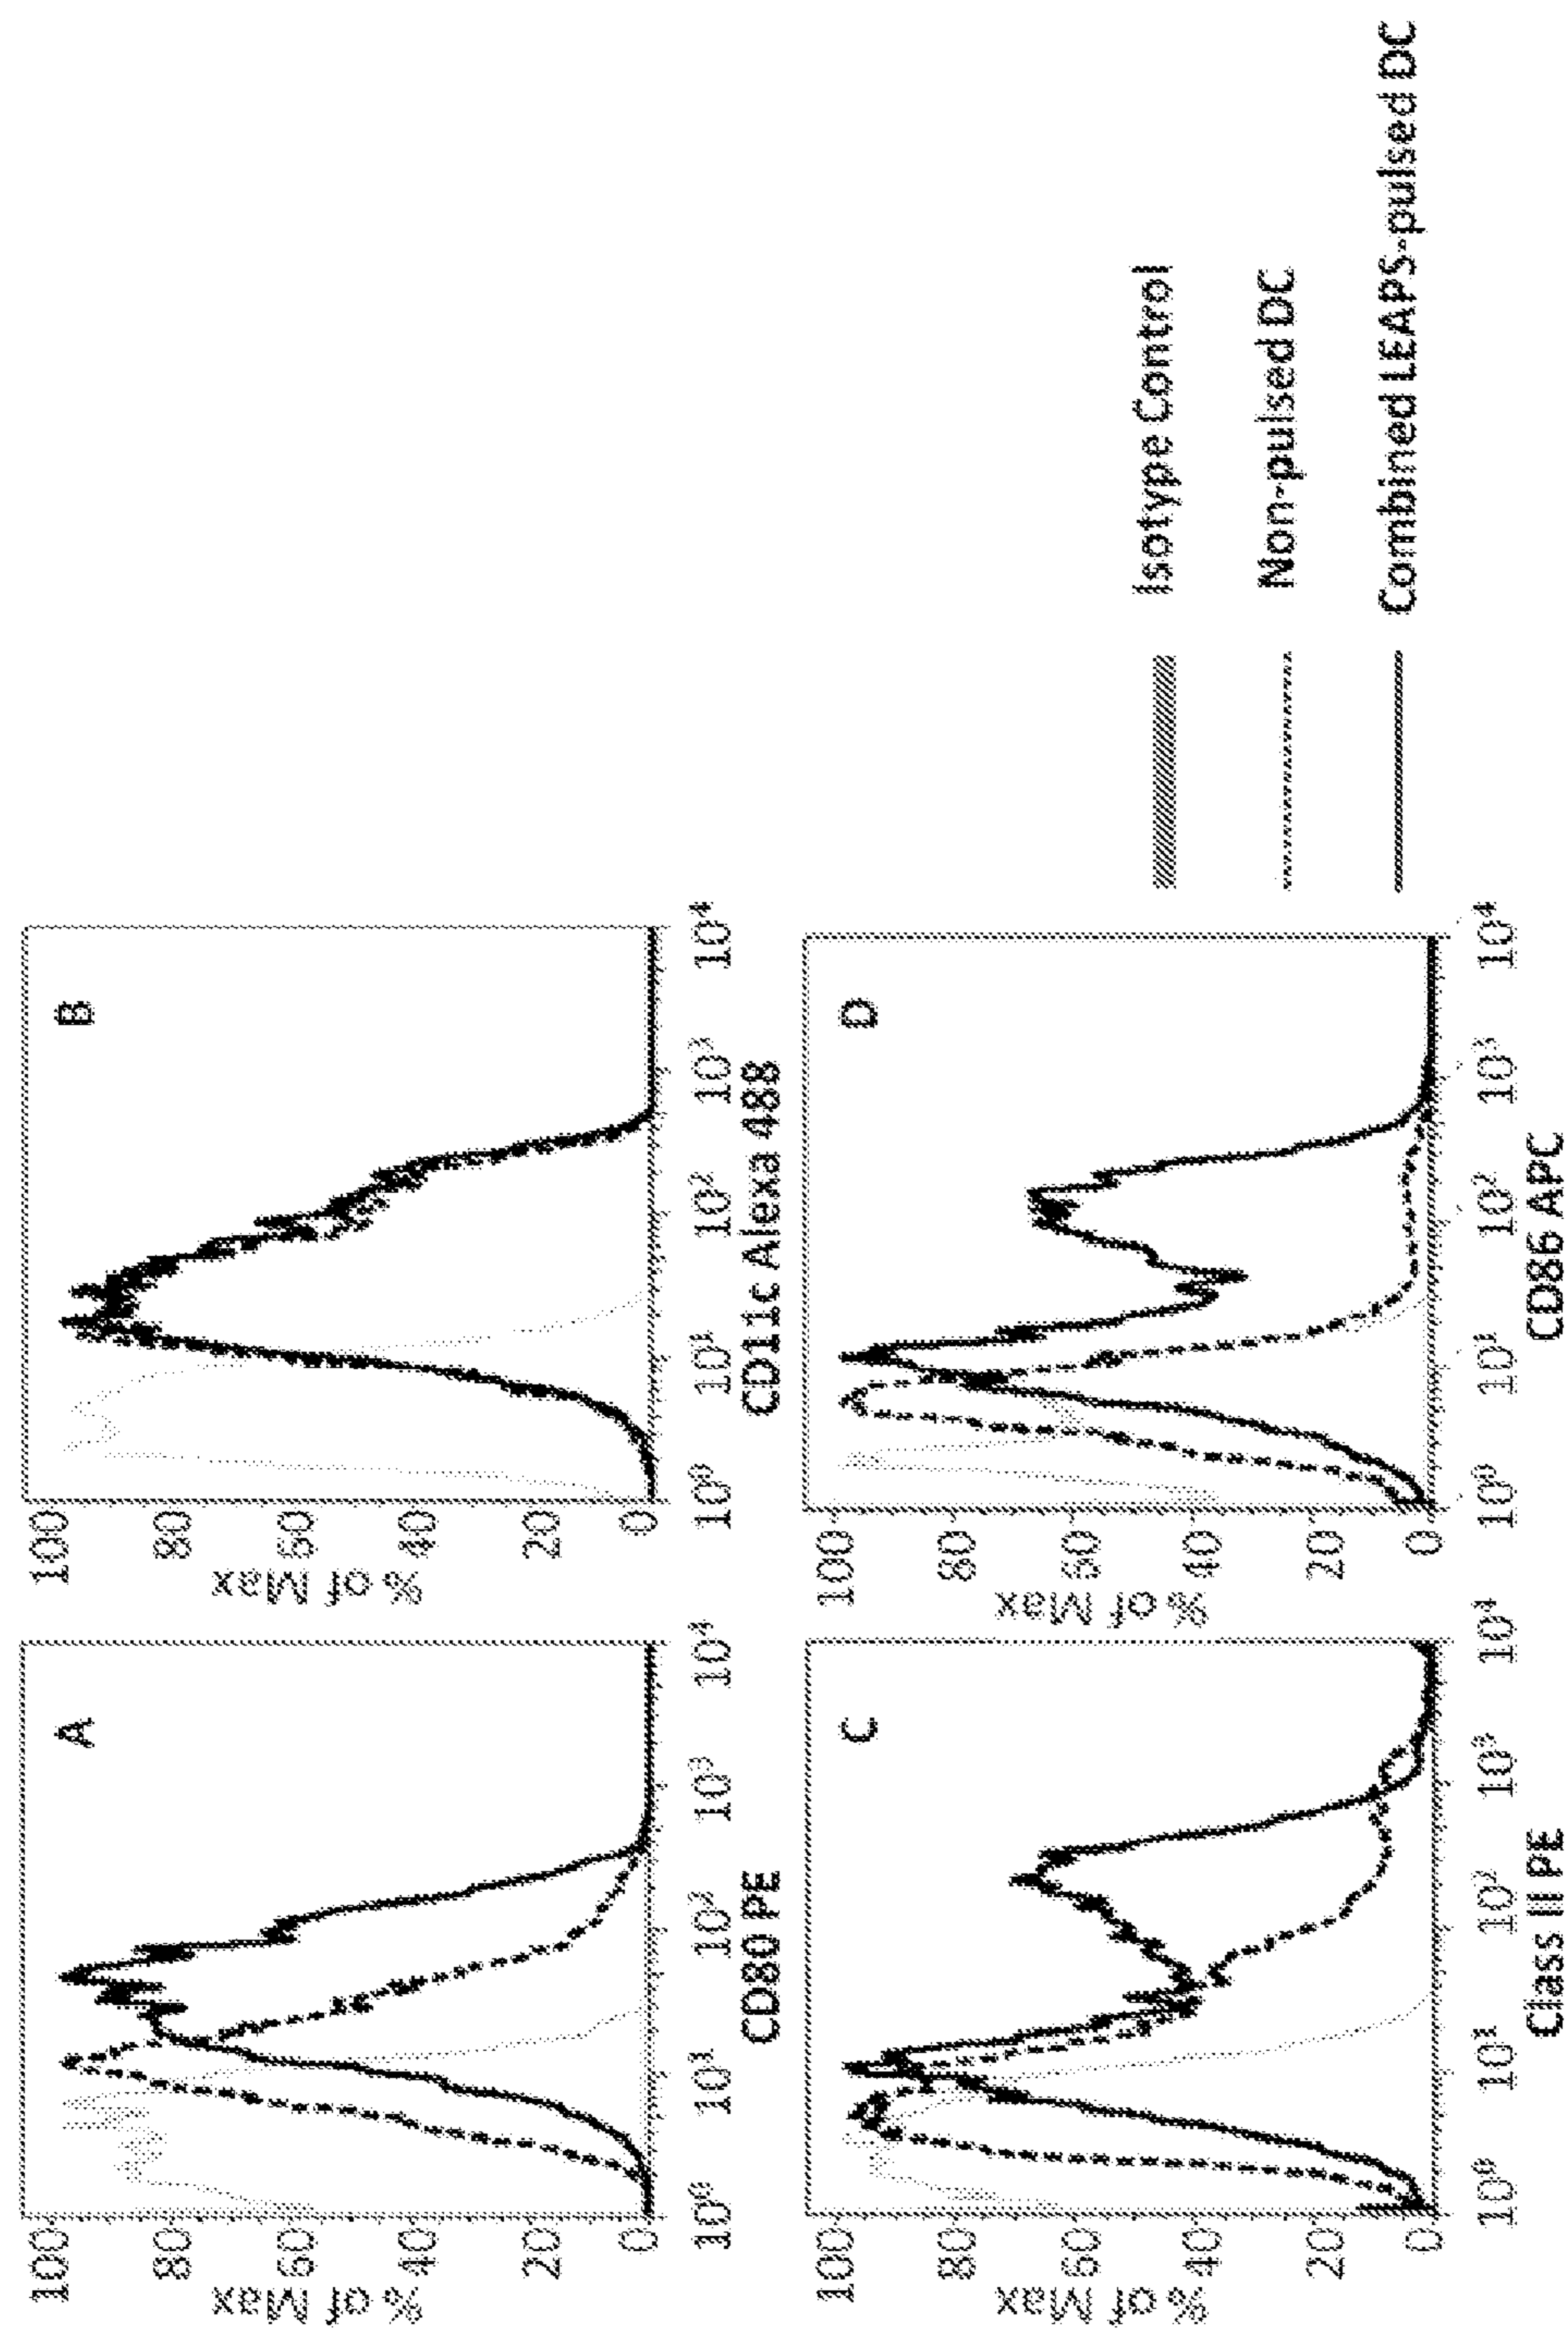 100
80
60
40
20
0
% of Max
A
10⁰ 10¹ 10² 10³ 10⁴
CD80 PE
100
80
60
40
20
0
% of Max
B
10⁰ 10¹ 10² 10³ 10⁴
CD11c Alexa 488
100
80
60
40
20
0
% of Max
C
10⁰ 10¹ 10² 10³ 10⁴
Class III PE
100
80
60
40
20
0
% of Max
D
10⁰ 10¹ 10² 10³ 10⁴
CD86 APC
Isotype Control
Non-pulsed DC
Combined LEAPS-pulsed DC